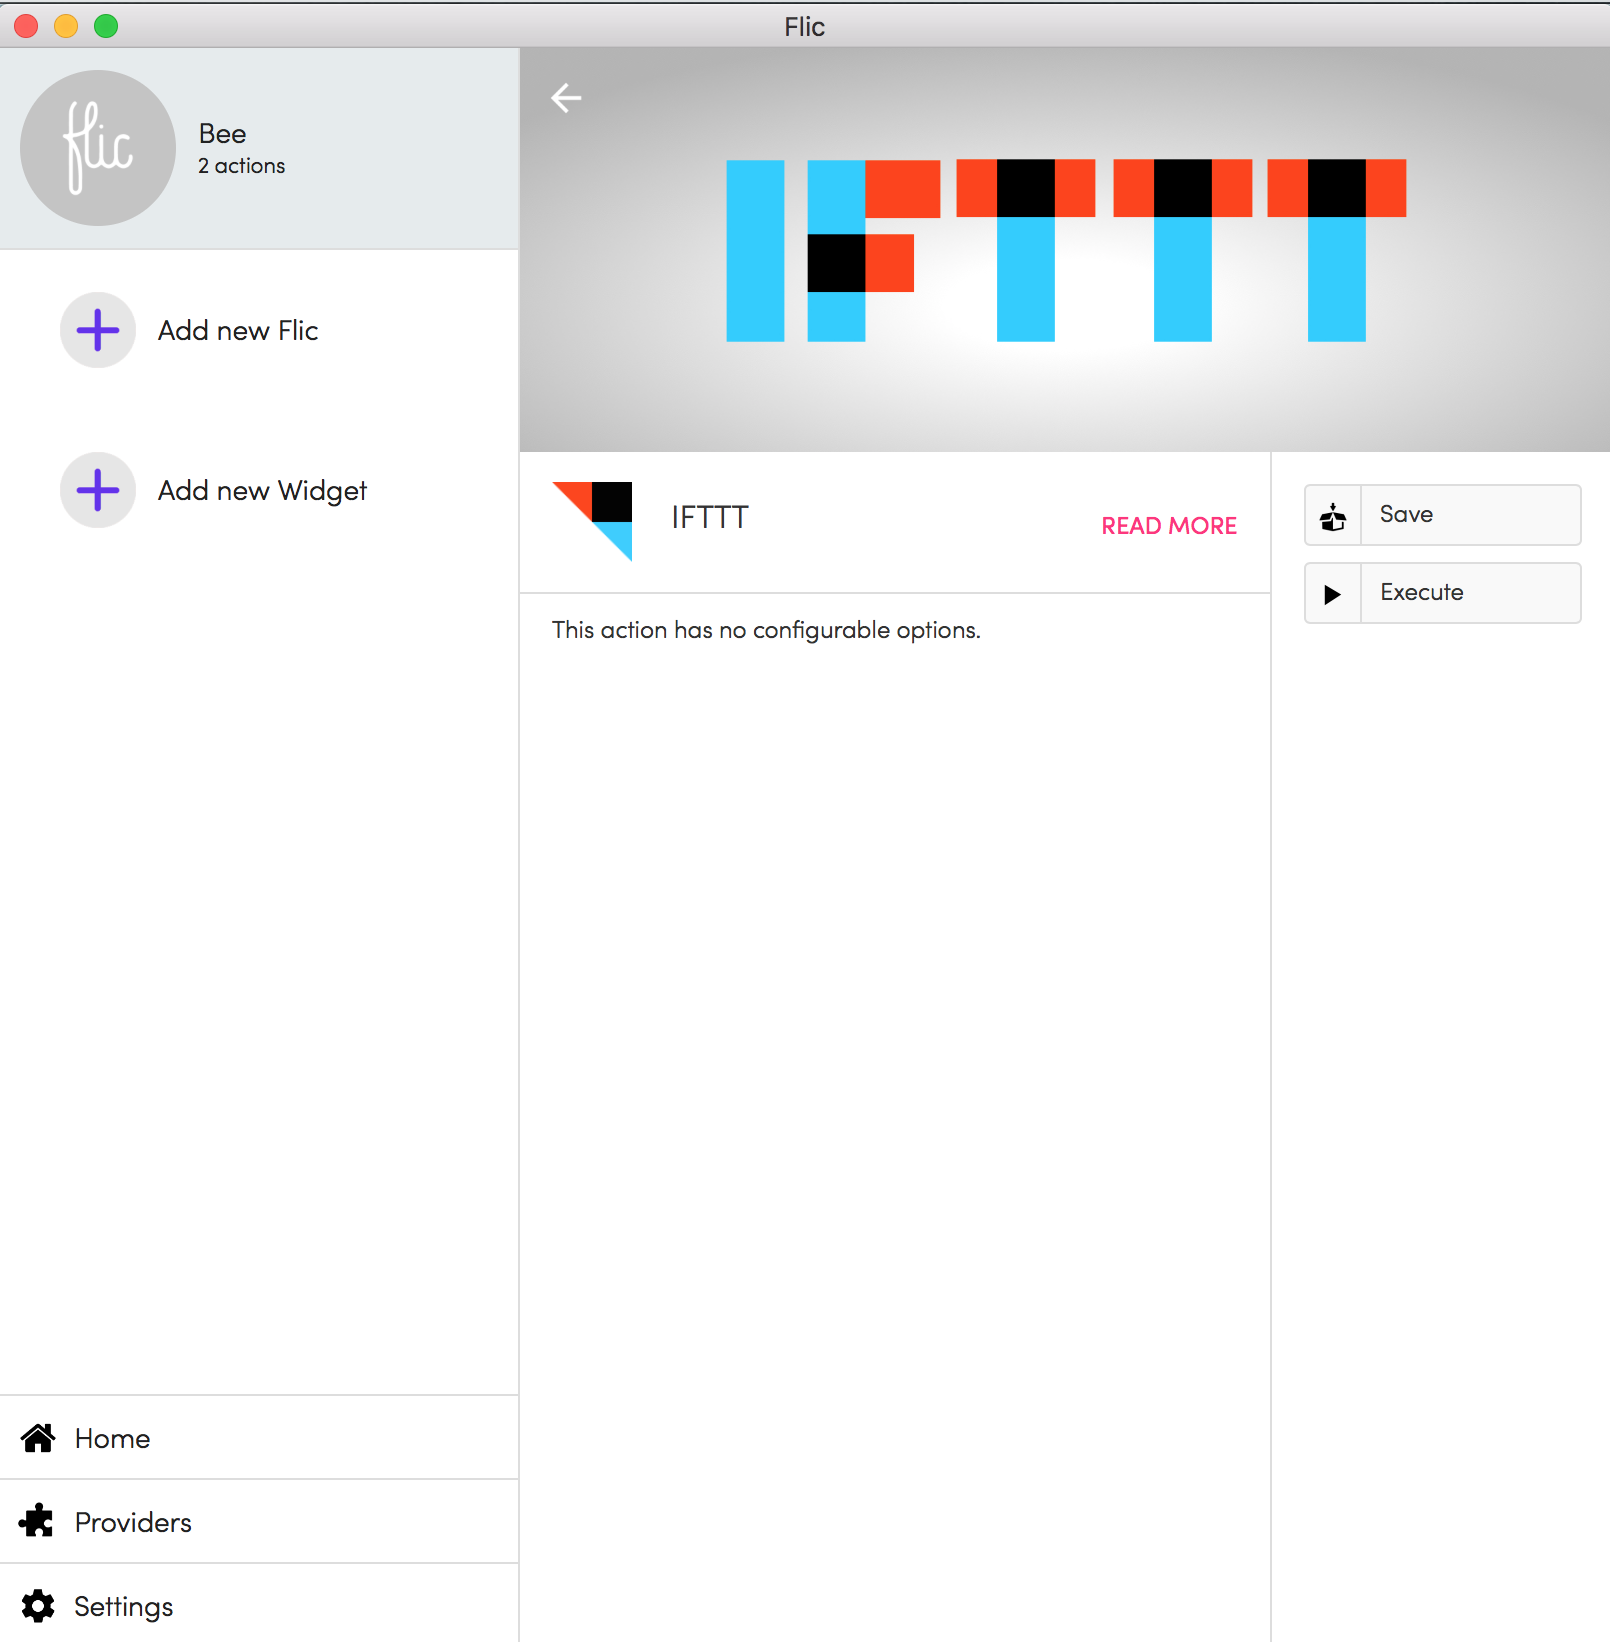 Flic
flic
Bee
2 actions
Add new Flic
Add new Widget
Home
Providers
Settings
IFTTT
IFTTT
READ MORE
This action has no configurable options.
Save
Execute